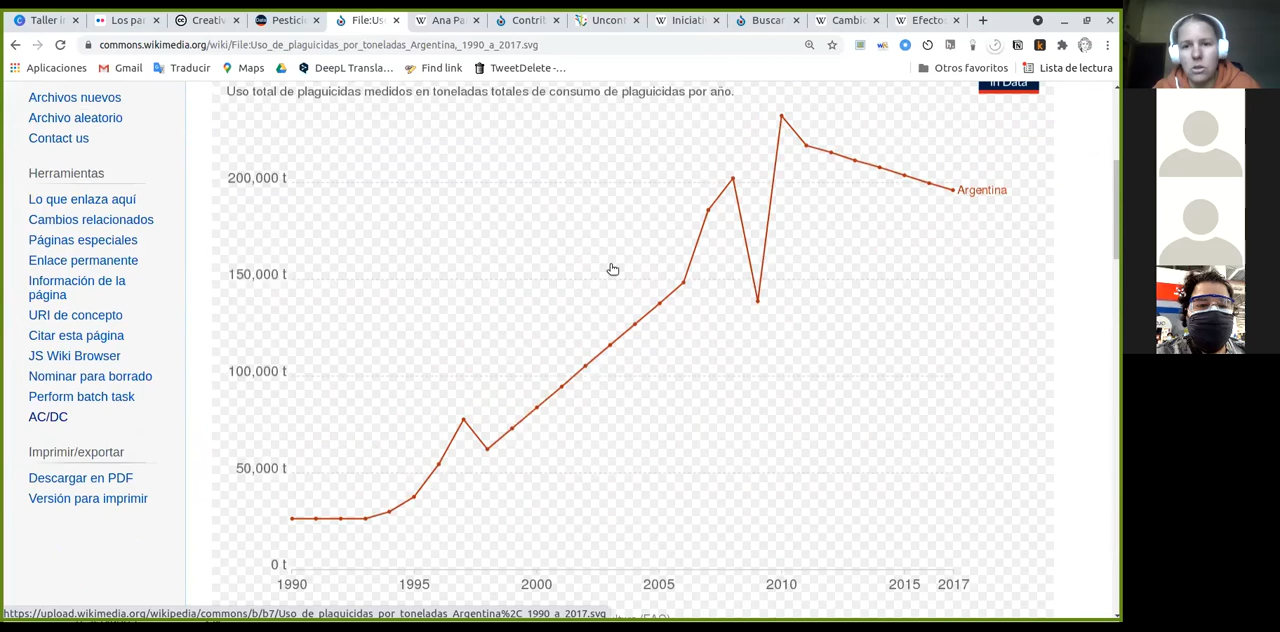 Taller i
Los par
Creativ
Pestici
File:Us
Ana Pa
Contril
Uncont
Iniciati
Buscar
Cambio
Efectos
commons.wikimedia.org/wiki/File:Uso_de_plaguicidas_por_toneladas_Argentina,_1990_a_2017.svg
Aplicaciones Gmail Traducir Maps DeepL Transla... Find link TweetDelete -... Otros favoritos Lista de lectura
Archivos nuevos
Archivo aleatorio
Contact us
Herramientas
Lo que enlaza aquí
Cambios relacionados
Páginas especiales
Enlace permanente
Información de la
página
URI de concepto
Citar esta página
JS Wiki Browser
Nominar para borrado
Perform batch task
AC/DC
Imprimir/exportar
Descargar en PDF
Versión para imprimir
Uso total de plaguicidas medidos en toneladas totales de consumo de plaguicidas por año.
in Data
200,000 t
150,000 t
100,000 t
50,000 t
0 t
1990 1995 2000 2005 2010 2015 2017
Argentina
https://upload.wikimedia.org/wikipedia/commons/b/b7/Uso_de_plaguicidas_por_toneladas_Argentina%2C_1990_a_2017.svg